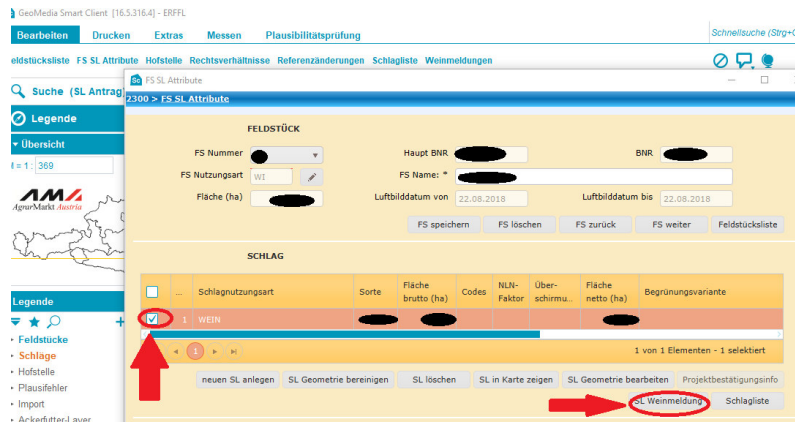 GeoMedia Smart Client [16.5.316.4] - ERFFL
Bearbeiten Drucken Extras Messen Plausibilitätsprüfung
Schnellsuche (Strg+
eldstücksliste FS SL Attribute Hofstelle Rechtsverhältnisse Referenzänderungen Schlagliste Weinmeldungen
Suche (SL Antrag
Sc FS SL Attribute
2300 > FS SL Attribute
Legende
FELDSTÜCK
Übersicht
FS Nummer Haupt BNR BNR
= 1 : 369
FS Nutzungsart WI FS Name: *
Fläche (ha) Luftbilddatum von 22.08.2018 Luftbilddatum bis 22.08.2018
AMA
AgrarMarkt Austria
FS speichern FS löschen FS zurück FS weiter Feldstücksliste
SCHLAG
... Schlagnutzungsart Sorte Fläche brutto (ha) Codes NLN-Faktor Über-schirmu... Fläche netto (ha) Begrünungsvariante
Legende
1 WEIN
Feldstücke
Schläge
1 1 von 1 Elementen - 1 selektiert
Hofstelle
Plausifehler
neuen SL anlegen SL Geometrie bereinigen SL löschen SL in Karte zeigen SL Geometrie bearbeiten Projektbestätigungsinfo
Import
SL Weinmeldung Schlagliste
Ackerfutter-Layer